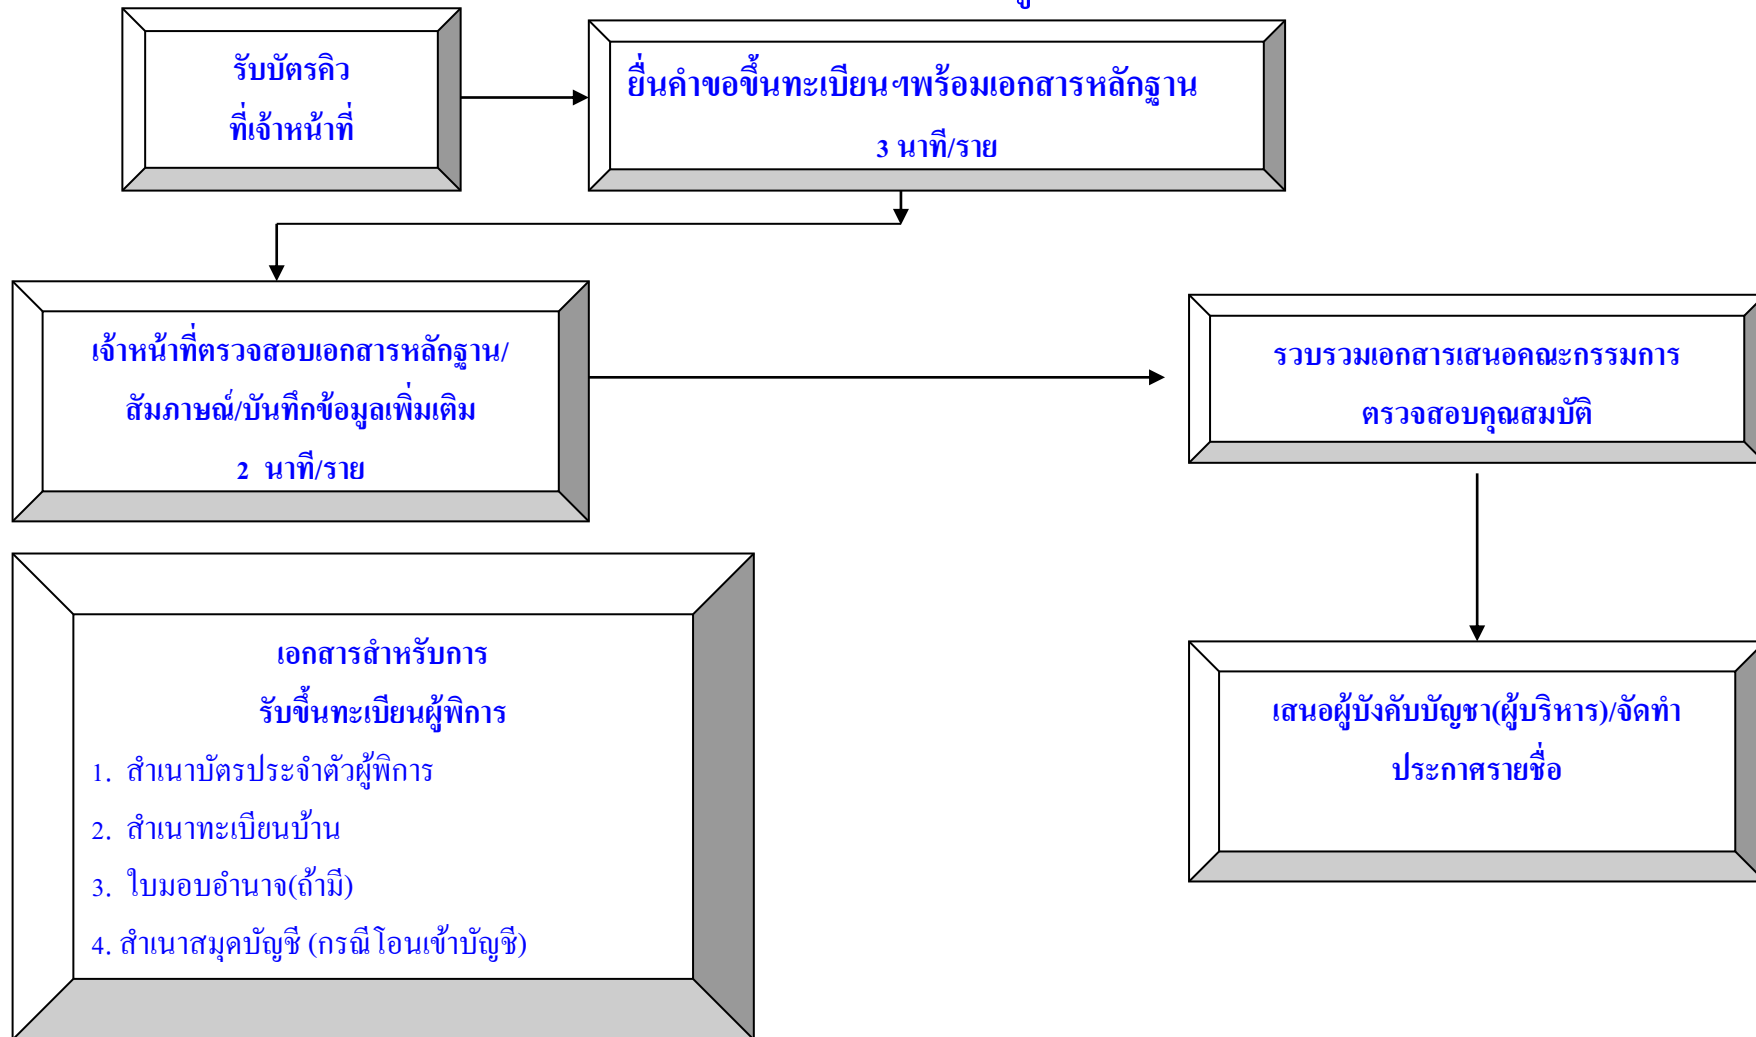 รับบัตรคิว
ที่เจ้าหน้าที่
ยื่นคำขอขึ้นทะเบียนฯพร้อมเอกสารหลักฐาน
3 นาที/ราย
เจ้าหน้าที่ตรวจสอบเอกสารหลักฐาน/
สัมภาษณ์/บันทึกข้อมูลเพิ่มเติม
2 นาที/ราย
รวบรวมเอกสารเสนอคณะกรรมการ
ตรวจสอบคุณสมบัติ
เสนอผู้บังคับบัญชา(ผู้บริหาร)/จัดทำ
ประกาศรายชื่อ
เอกสารสำหรับการ
รับขึ้นทะเบียนผู้พิการ
1. สำเนาบัตรประจำตัวผู้พิการ
2. สำเนาทะเบียนบ้าน
3. ใบมอบอำนาจ(ถ้ามี)
4. สำเนาสมุดบัญชี (กรณีโอนเข้าบัญชี)